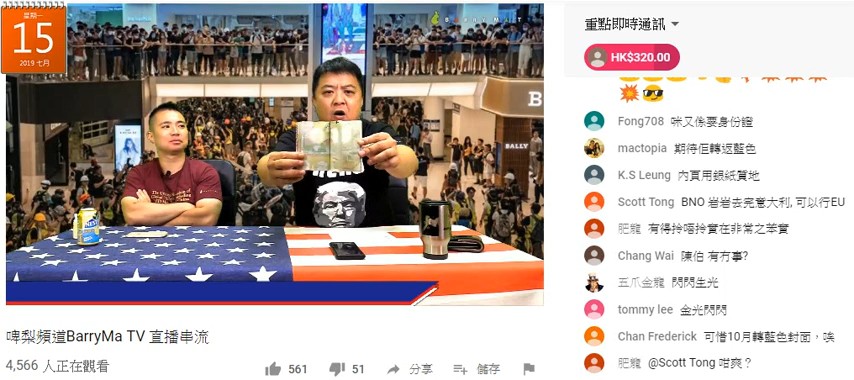 星期一
15
2019 七月
BARRYMATV
B
BALLY
啤梨頻道BarryMa TV 直播串流
4,566 人正在觀看
561
51
分享
儲存
重點即時通訊
HK$320.00
Fong708 咪又係要身份證
mactopia 期待佢轉返藍色
K.S Leung 內頁用銀紙質地
Scott Tong BNO 岩岩去完意大利, 可以行EU
肥龍 有得拎唔拎實在非常之笨實
Chang Wai 陳伯 有冇事?
五爪金龍 閃閃生光
tommy lee 金光閃閃
Chan Frederick 可惜10月轉藍色封面，唉
肥龍 @Scott Tong 咁爽？